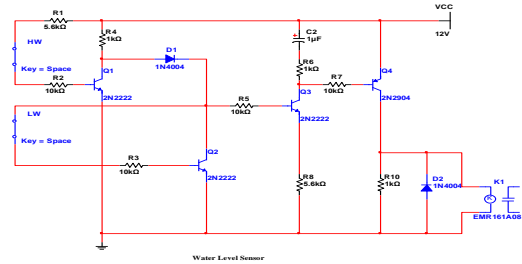 VCC
12V
R1
5.6kΩ
HW
Key = Space
R2
10kΩ
R4
1kΩ
D1
1N4004
Q1
2N2222
LW
Key = Space
R3
10kΩ
Q2
2N2222
R5
10kΩ
C2
1µF
R6
1kΩ
R7
10kΩ
Q3
2N2222
Q4
2N2904
R8
5.6kΩ
R10
1kΩ
D2
1N4004
K1
K
EMR161A08
Water Level Sensor